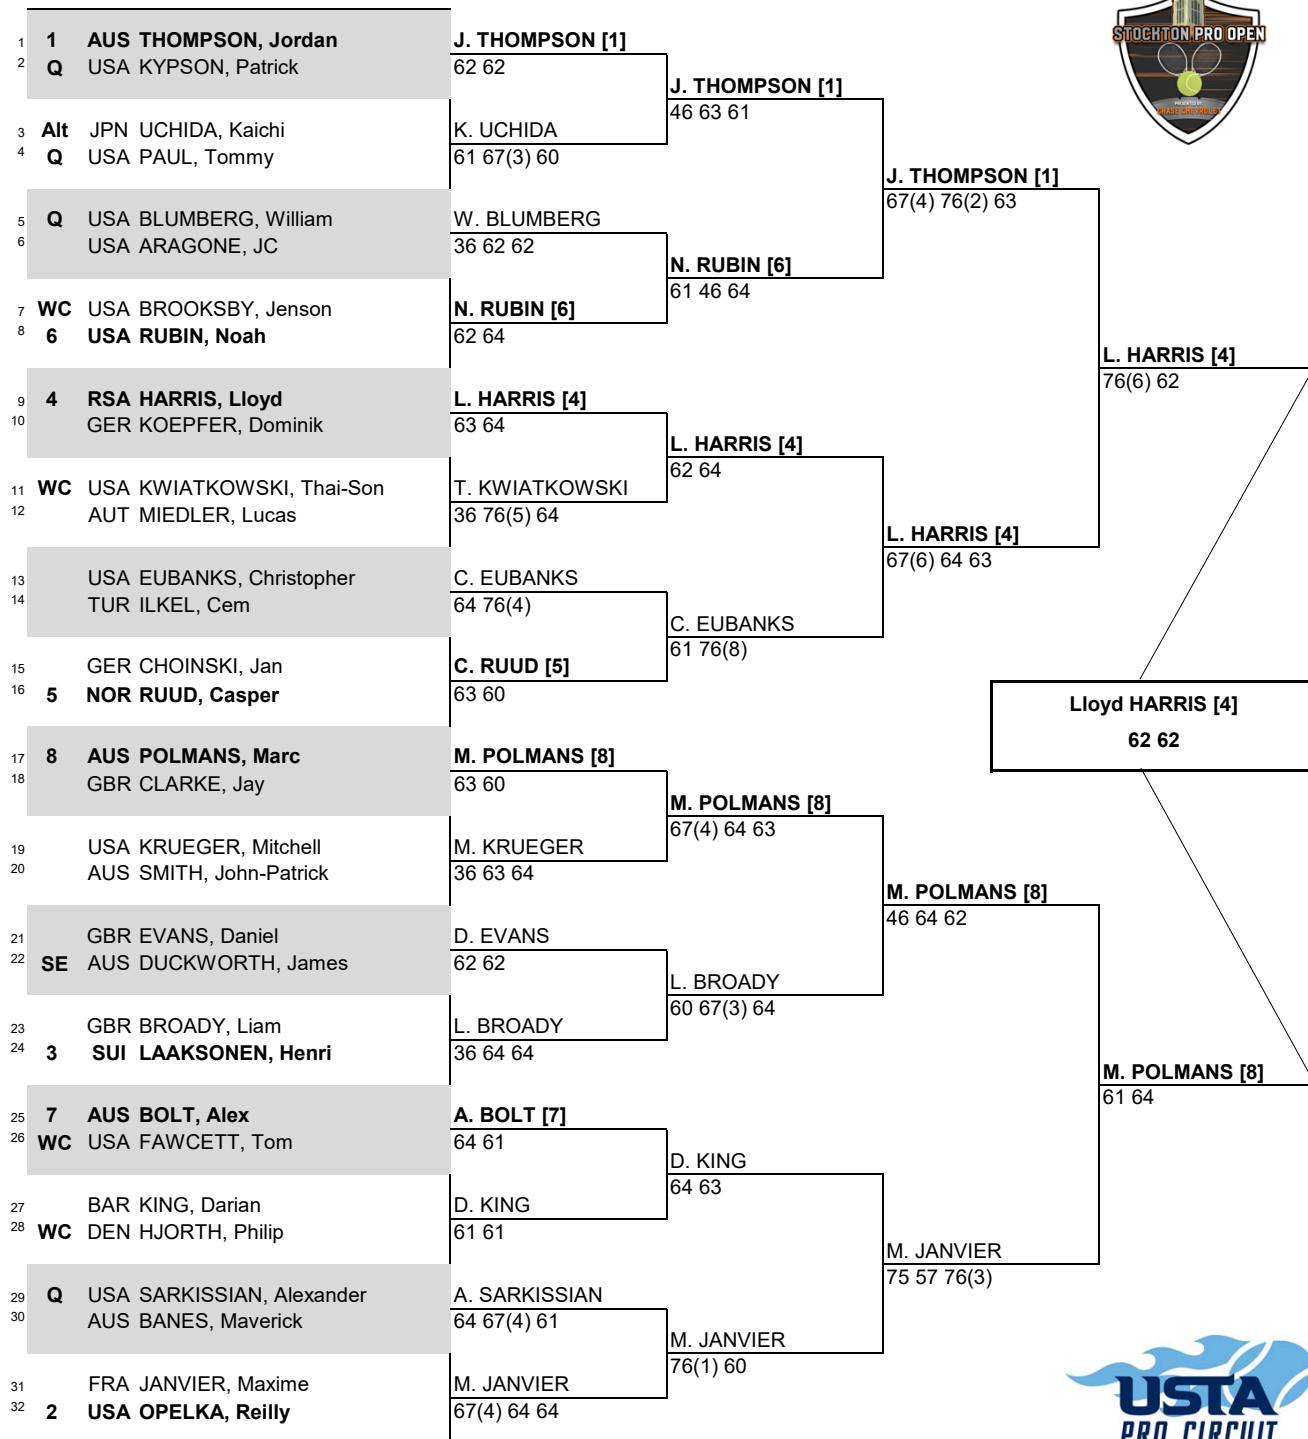 1 1 AUS THOMPSON, Jordan
2 Q USA KYPSON, Patrick
3 Alt JPN UCHIDA, Kaichi
4 Q USA PAUL, Tommy
5 Q USA BLUMBERG, William
6 USA ARAGONE, JC
7 WC USA BROOKSBY, Jenson
8 6 USA RUBIN, Noah
9 4 RSA HARRIS, Lloyd
10 GER KOEPFER, Dominik
11 WC USA KWIATKOWSKI, Thai-Son
12 AUT MIEDLER, Lucas
13 USA EUBANKS, Christopher
14 TUR ILKEL, Cem
15 GER CHOINSKI, Jan
16 5 NOR RUUD, Casper
17 8 AUS POLMANS, Marc
18 GBR CLARKE, Jay
19 USA KRUEGER, Mitchell
20 AUS SMITH, John-Patrick
21 GBR EVANS, Daniel
22 SE AUS DUCKWORTH, James
23 GBR BROADY, Liam
24 3 SUI LAAKSONEN, Henri
25 7 AUS BOLT, Alex
26 WC USA FAWCETT, Tom
27 BAR KING, Darian
28 WC DEN HJORTH, Philip
29 Q USA SARKISSIAN, Alexander
30 AUS BANES, Maverick
31 FRA JANVIER, Maxime
32 2 USA OPELKA, Reilly
J. THOMPSON [1]
62 62
K. UCHIDA
61 67(3) 60
W. BLUMBERG
36 62 62
N. RUBIN [6]
62 64
L. HARRIS [4]
63 64
T. KWIATKOWSKI
36 76(5) 64
C. EUBANKS
64 76(4)
C. RUUD [5]
63 60
M. POLMANS [8]
63 60
M. KRUEGER
36 63 64
D. EVANS
62 62
L. BROADY
36 64 64
A. BOLT [7]
64 61
D. KING
61 61
A. SARKISSIAN
64 67(4) 61
M. JANVIER
67(4) 64 64
J. THOMPSON [1]
46 63 61
N. RUBIN [6]
61 46 64
L. HARRIS [4]
62 64
C. EUBANKS
61 76(8)
M. POLMANS [8]
67(4) 64 63
L. BROADY
60 67(3) 64
D. KING
64 63
M. JANVIER
76(1) 60
J. THOMPSON [1]
67(4) 76(2) 63
L. HARRIS [4]
67(6) 64 63
M. POLMANS [8]
46 64 62
M. JANVIER
75 57 76(3)
L. HARRIS [4]
76(6) 62
M. POLMANS [8]
61 64
Lloyd HARRIS [4]
62 62
STOCKTON PRO OPEN
PRESENTED BY
CHASE CHEVROLET
USTA
PRO CIRCUIT